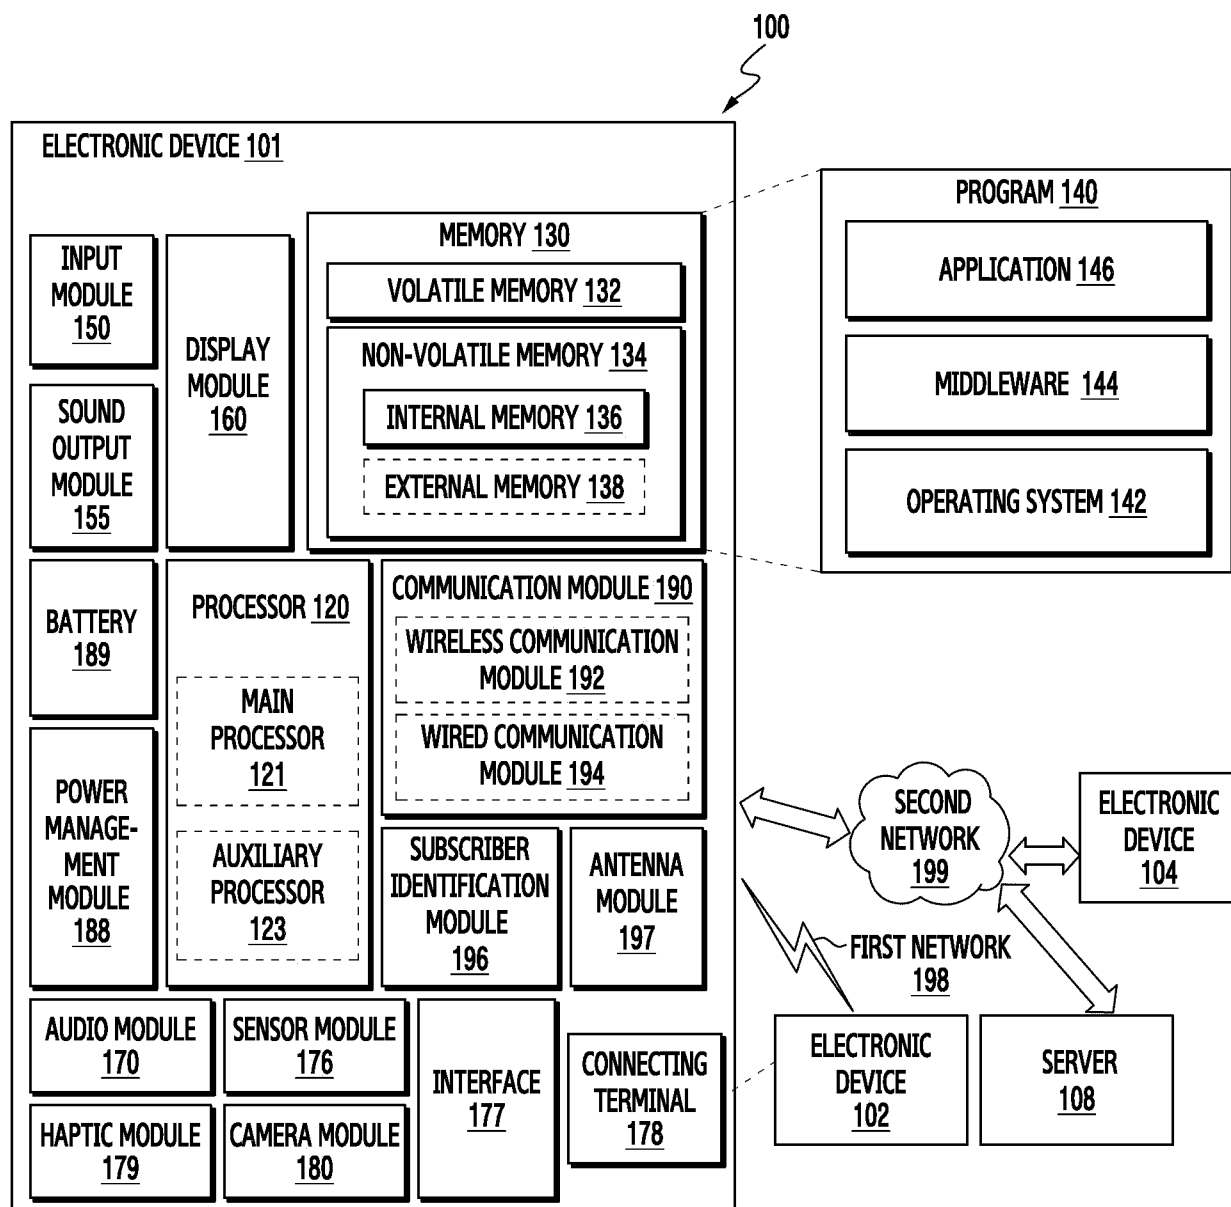 100
ELECTRONIC DEVICE 101
INPUT
MODULE
150
SOUND
OUTPUT
MODULE
155
DISPLAY
MODULE
160
MEMORY 130
VOLATILE MEMORY 132
NON-VOLATILE MEMORY 134
INTERNAL MEMORY 136
EXTERNAL MEMORY 138
PROGRAM 140
APPLICATION 146
MIDDLEWARE 144
OPERATING SYSTEM 142
BATTERY
189
POWER
MANAGE-
MENT MODULE
188
PROCESSOR 120
MAIN
PROCESSOR
121
AUXILIARY
PROCESSOR
123
COMMUNICATION MODULE 190
WIRELESS COMMUNICATION
MODULE 192
WIRED COMMUNICATION
MODULE 194
SUBSCRIBER
IDENTIFICATION
MODULE
196
ANTENNA
MODULE
197
SECOND
NETWORK
199
ELECTRONIC
DEVICE
104
FIRST NETWORK
198
AUDIO MODULE
170
SENSOR MODULE
176
HAPTIC MODULE
179
CAMERA MODULE
180
INTERFACE
177
CONNECTING
TERMINAL
178
ELECTRONIC
DEVICE
102
SERVER
108